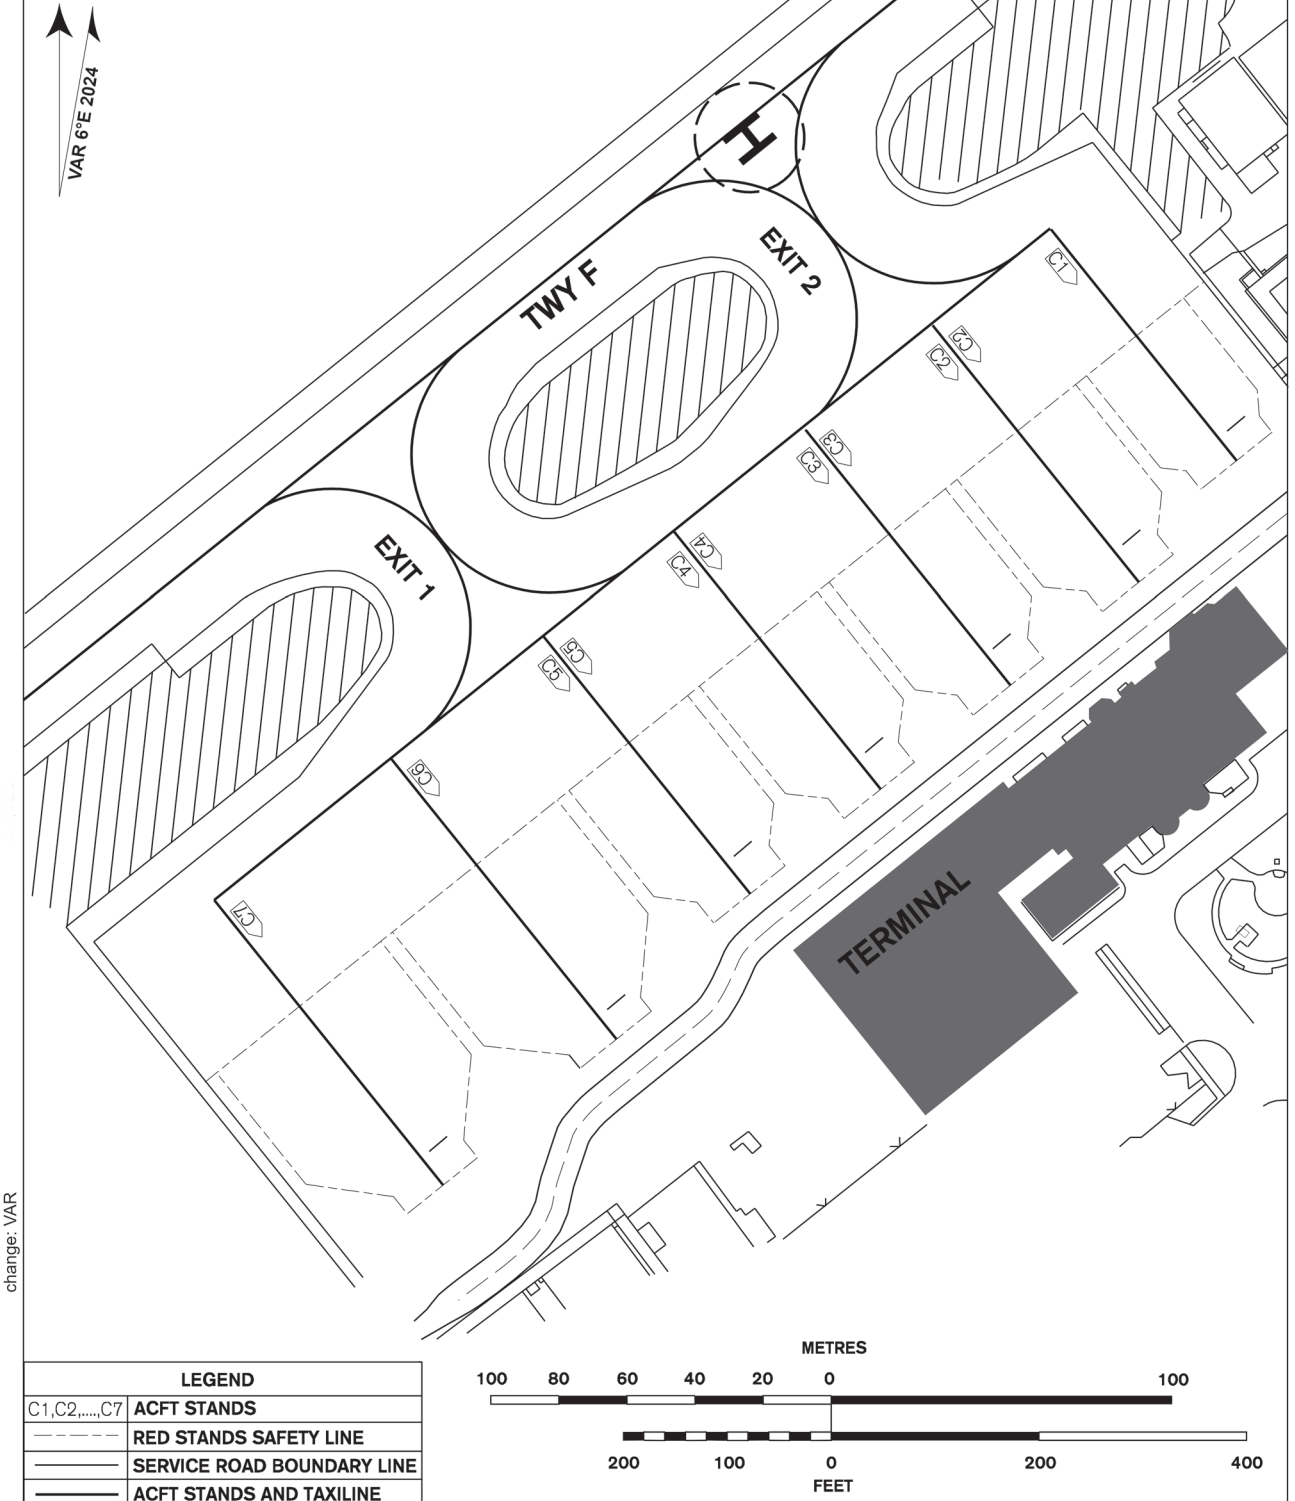 VAR 6°E 2024
H
TWY F
EXIT 2
EXIT 1
C1
C2
C2
C3
C3
C4
C4
C5
C5
C6
C7
TERMINAL
change: VAR
LEGEND
C1,C2,....,C7 ACFT STANDS
RED STANDS SAFETY LINE
SERVICE ROAD BOUNDARY LINE
ACFT STANDS AND TAXILINE
METRES
100 80 60 40 20 0 100
200 100 0 200 400
FEET